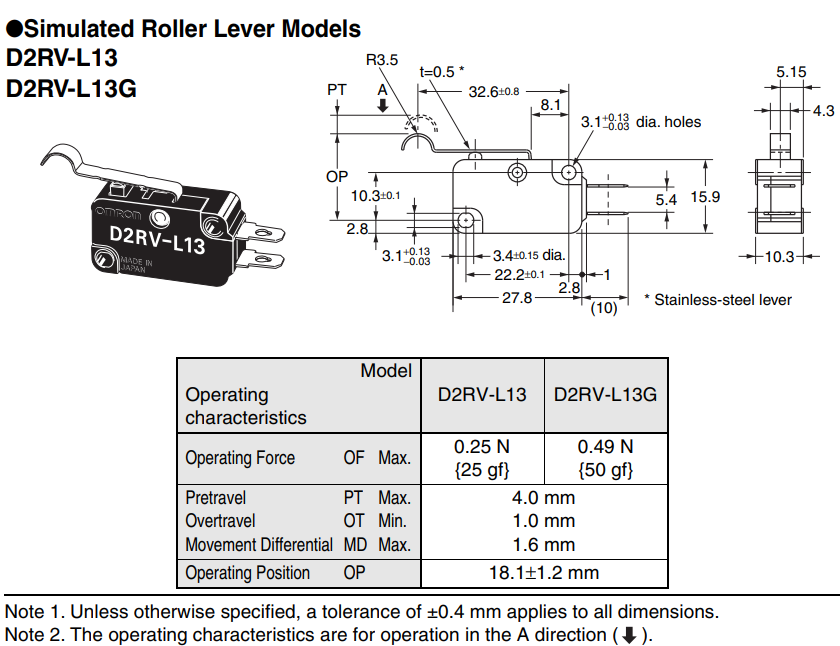 ●Simulated Roller Lever Models
D2RV-L13
D2RV-L13G
R3.5
t=0.5 *
PT
A
32.6±0.8
8.1
3.1+0.13 −0.03 dia. holes
5.15
4.3
OP
10.3±0.1
2.8
3.1+0.13 −0.03
3.4±0.15 dia.
22.2±0.1
27.8
2.8
1
(10)
5.4
15.9
10.3
* Stainless-steel lever
OMRON
D2RV-L13
MADE IN
JAPAN
Model
Operating
characteristics
D2RV-L13 D2RV-L13G
Operating Force OF Max. 0.25 N 0.49 N
{25 gf} {50 gf}
Pretravel PT Max. 4.0 mm
Overtravel OT Min. 1.0 mm
Movement Differential MD Max. 1.6 mm
Operating Position OP 18.1±1.2 mm
Note 1. Unless otherwise specified, a tolerance of ±0.4 mm applies to all dimensions.
Note 2. The operating characteristics are for operation in the A direction (🡇).